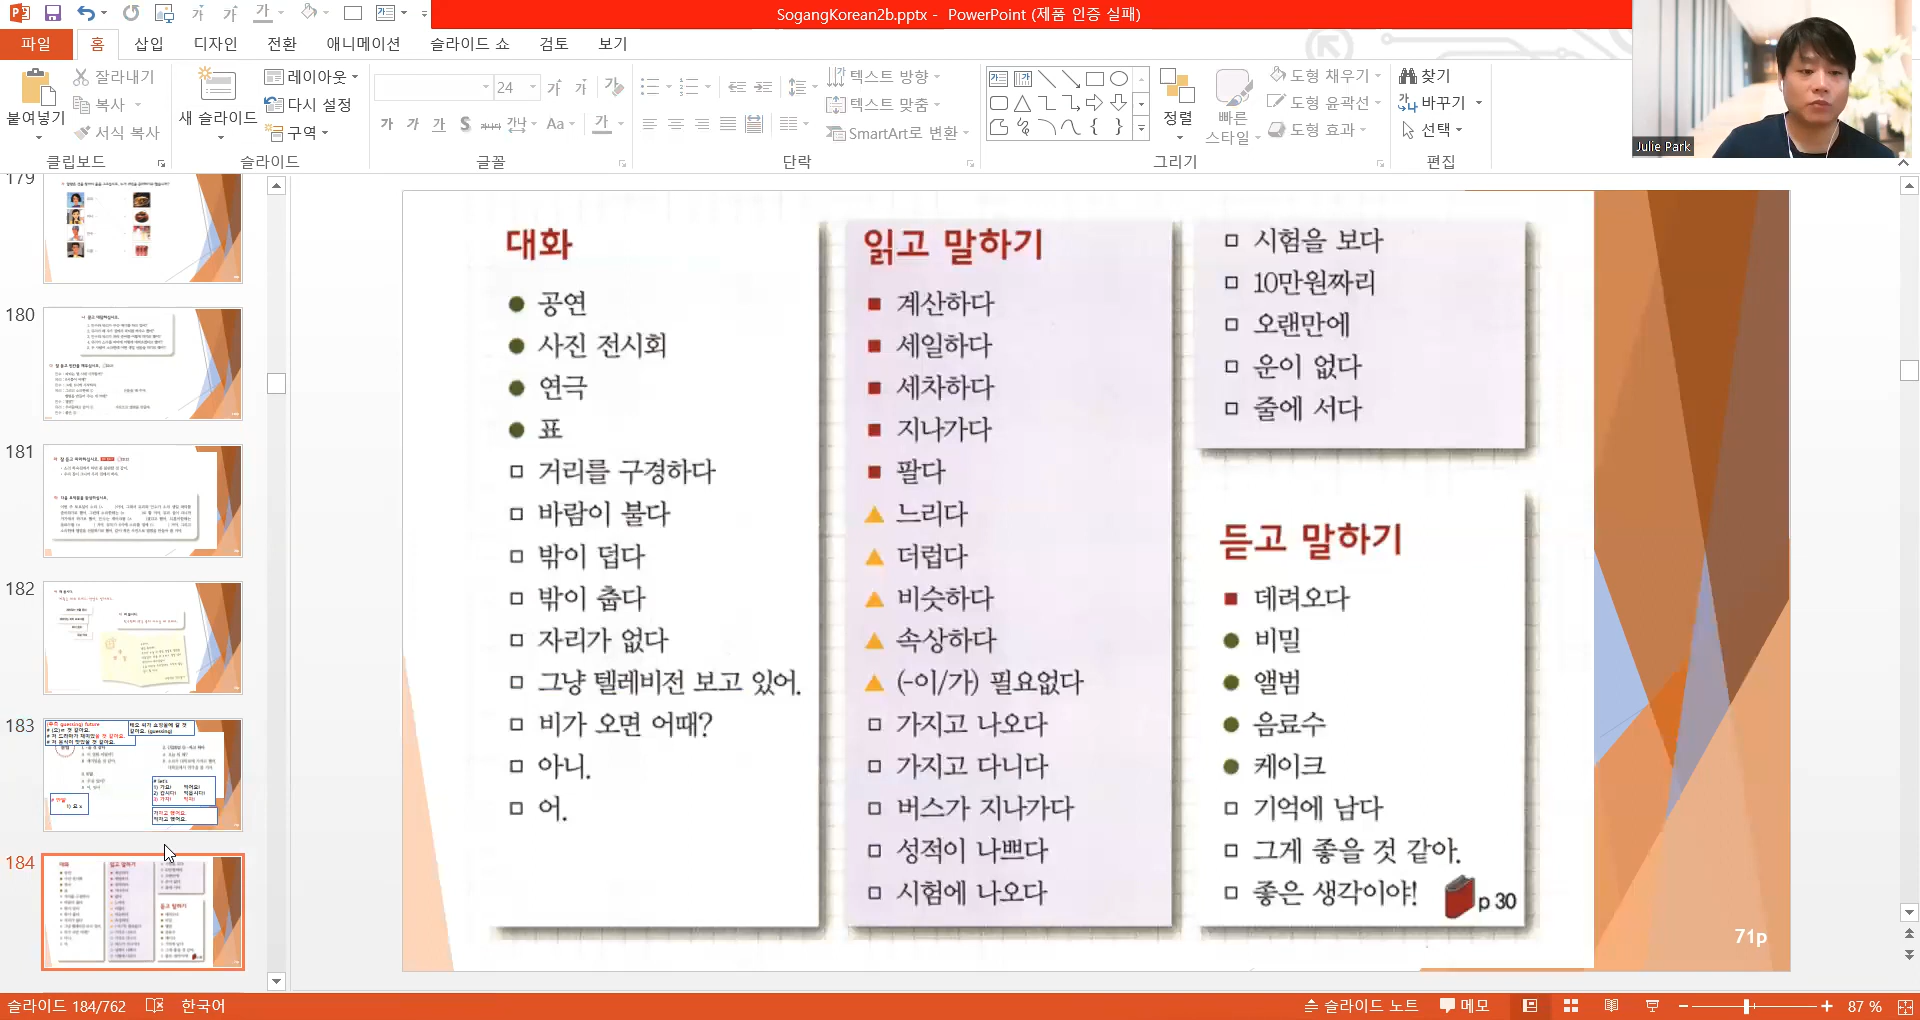 SogangKorean2b.pptx - PowerPoint (제품 인증 실패)
파일 홈 삽입 디자인 전환 애니메이션 슬라이드 쇼 검토 보기
붙여넣기
잘라내기
복사
서식 복사
클립보드
새 슬라이드
레이아웃
다시 설정
구역
슬라이드
24
가 가 가 S 가나다 간 Aa 가
글꼴
텍스트 방향
텍스트 맞춤
SmartArt로 변환
단락
정렬
빠른
스타일
도형 채우기
도형 윤곽선
도형 효과
그리기
찾기
바꾸기
선택
편집
Julie Park
179
180
181
182
183
184
대화
공연
사진 전시회
연극
표
거리를 구경하다
바람이 불다
밖이 덥다
밖이 춥다
자리가 없다
그냥 텔레비전 보고 있어.
비가 오면 어때?
아니.
어.
읽고 말하기
계산하다
세일하다
세차하다
지나가다
팔다
느리다
더럽다
비슷하다
속상하다
(-이/가) 필요없다
가지고 나오다
가지고 다니다
버스가 지나가다
성적이 나쁘다
시험에 나오다
시험을 보다
10만원짜리
오랜만에
운이 없다
줄에 서다
듣고 말하기
데려오다
비밀
앨범
음료수
케이크
기억에 남다
그게 좋을 것 같아.
좋은 생각이야!
p 30
71p
슬라이드 184/762 한국어
슬라이드 노트 메모 87 %